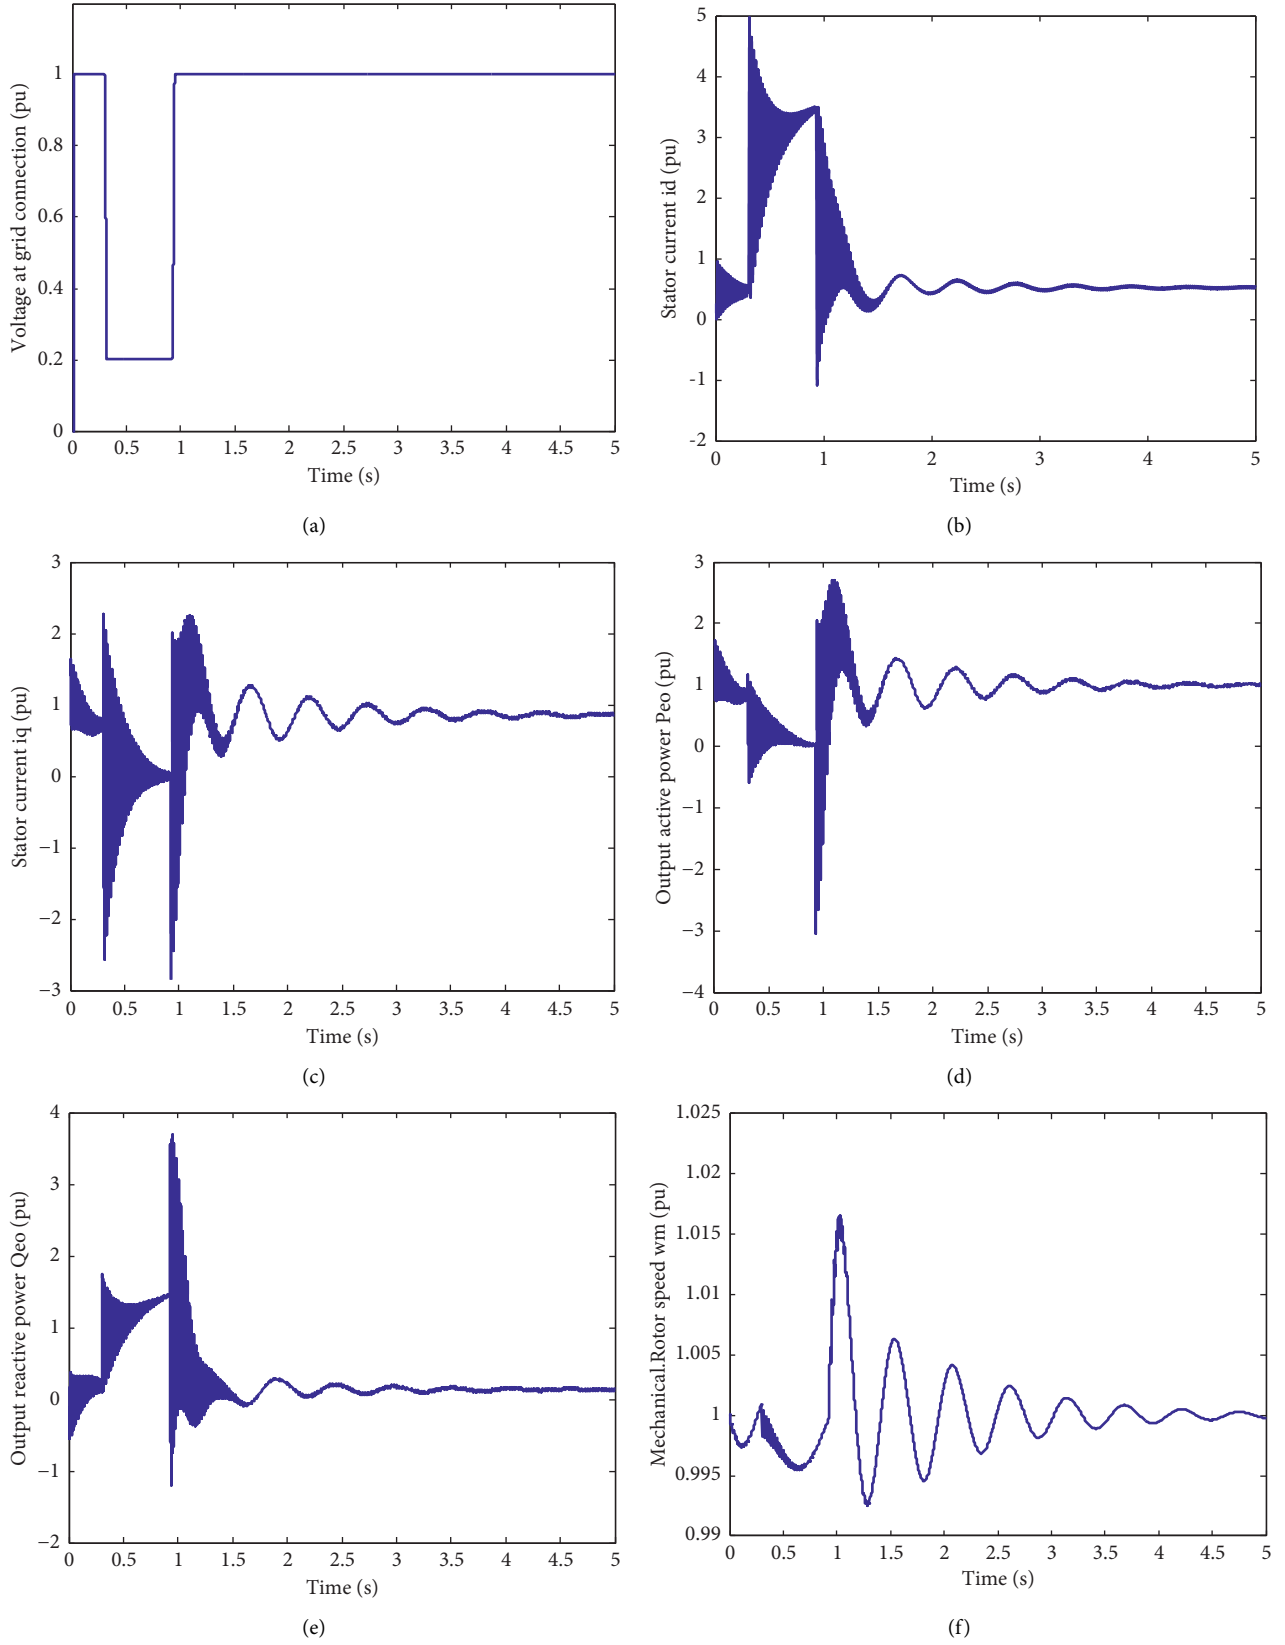 Voltage at grid connection (pu)
1
0.8
0.6
0.4
0.2
0
0 0.5 1 1.5 2 2.5 3 3.5 4 4.5 5
Time (s)
(a)
Stator current id (pu)
5
4
3
2
1
0
-1
-2
0 1 2 3 4 5
Time (s)
(b)
Stator current iq (pu)
3
2
1
0
−1
−2
−3
0 0.5 1 1.5 2 2.5 3 3.5 4 4.5 5
Time (s)
(c)
Output active power Peo (pu)
3
2
1
0
−1
−2
−3
−4
0 0.5 1 1.5 2 2.5 3 3.5 4 4.5 5
Time (s)
(d)
Output reactive power Qeo (pu)
4
3
2
1
0
−1
−2
0 0.5 1 1.5 2 2.5 3 3.5 4 4.5 5
Time (s)
(e)
Mechanical.Rotor speed wm (pu)
1.025
1.02
1.015
1.01
1.005
1
0.995
0.99
0 0.5 1 1.5 2 2.5 3 3.5 4 4.5 5
Time (s)
(f)